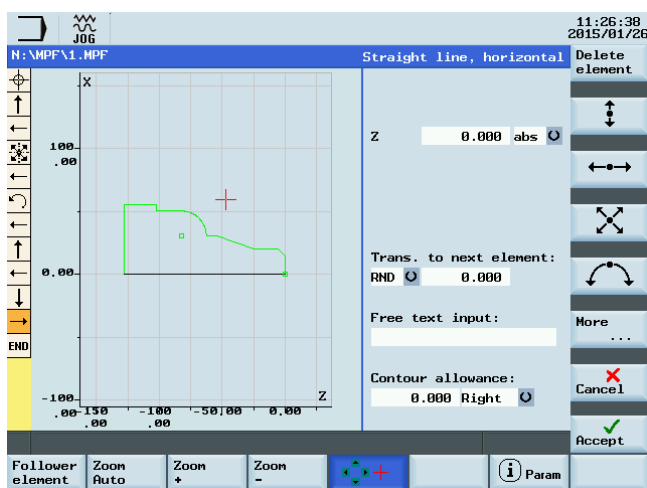 JOG
11:26:38
2015/01/26
N:\MPF\1.MPF
Straight line, horizontal
Delete
element
X
100
.00
0.00
-100
.00
-150
.00
-100
.00
-50.00
0.00
Z
END
Z 0.000 abs
Trans. to next element:
RND 0.000
Free text input:
Contour allowance:
0.000 Right
More
...
Cancel
Accept
Follower
element
Zoom
Auto
Zoom
+
Zoom
-
i Param